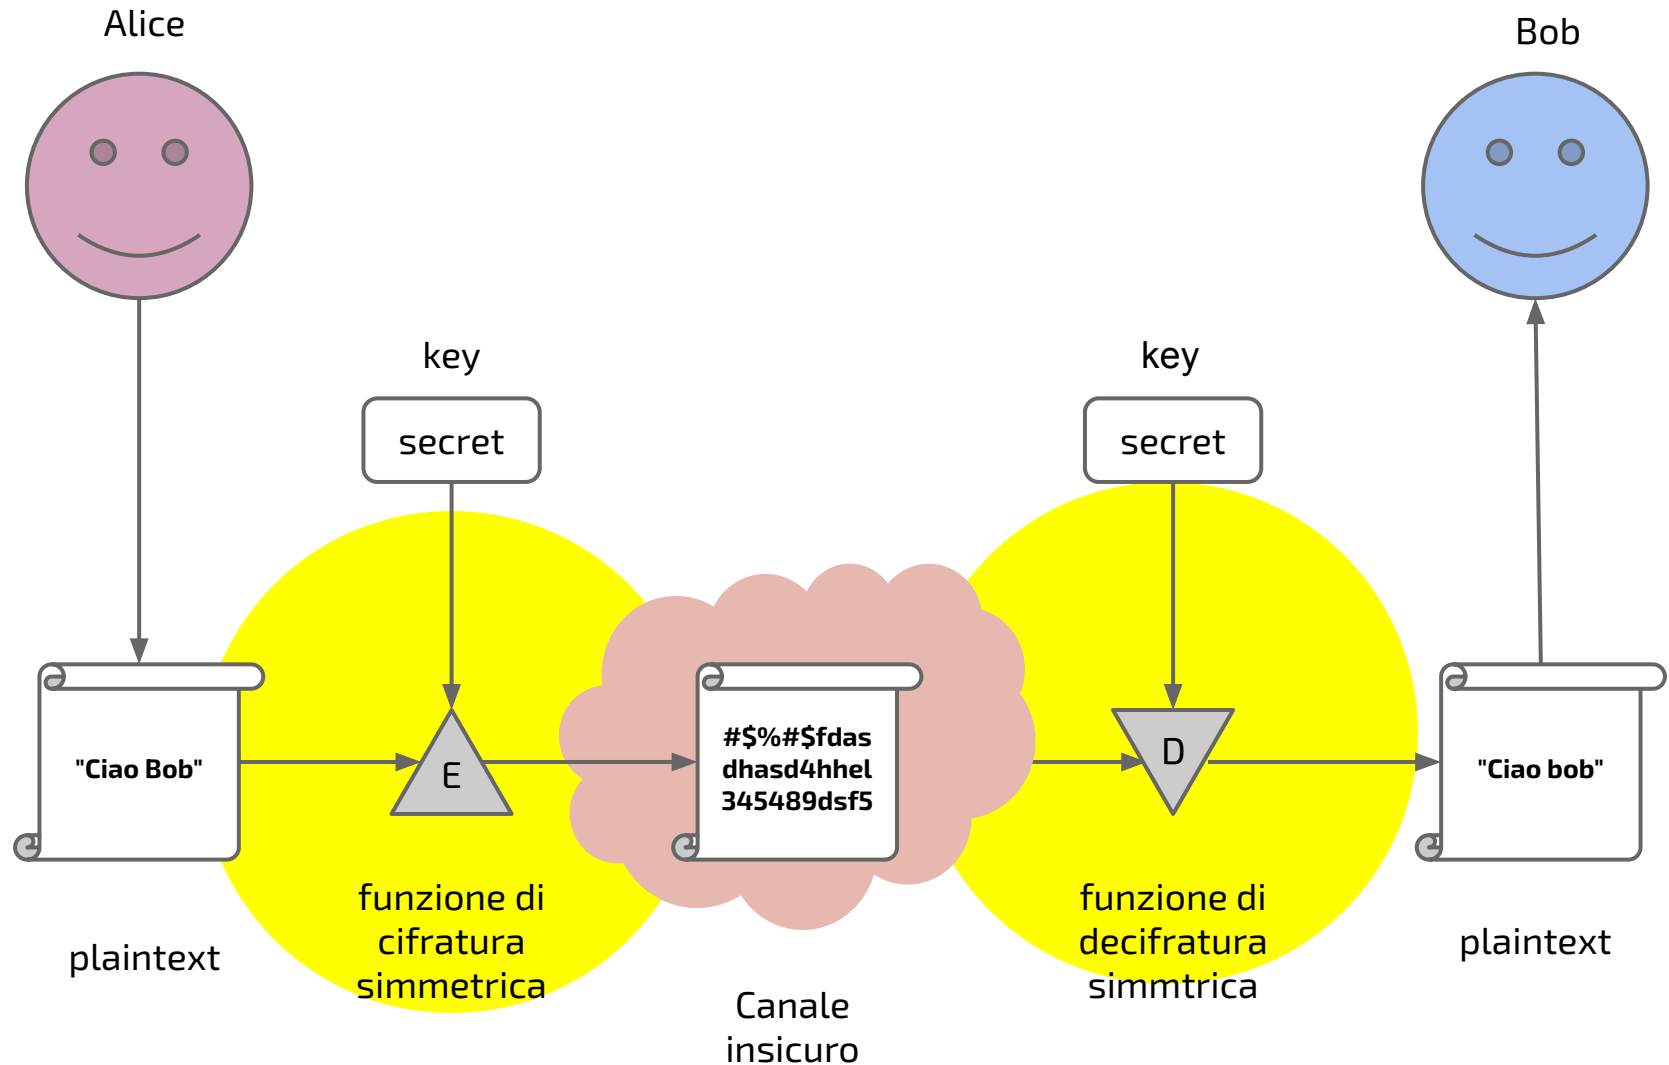 Alice
Bob
key
key
secret
secret
"Ciao Bob"
E
#$%#$fdas
dhasd4hhel
345489dsf5
D
"Ciao bob"
plaintext
funzione di
cifratura
simmetrica
Canale
insicuro
funzione di
decifratura
simmtrica
plaintext